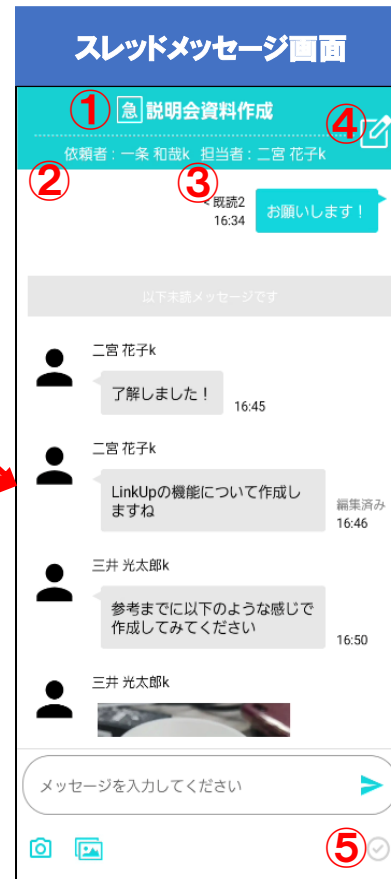 スレッドメッセージ画面
① 急 説明会資料作成 ④
依頼者：一条 和哉k 担当者：二宮 花子k
② ③
既読2
16:34
お願いします！
以下未読メッセージです
二宮 花子k
了解しました！
16:45
二宮 花子k
LinkUpの機能について作成し
ますね
編集済み
16:46
三井 光太郎k
参考までに以下のような感じで
作成してみてください
16:50
三井 光太郎k
メッセージを入力してください
⑤